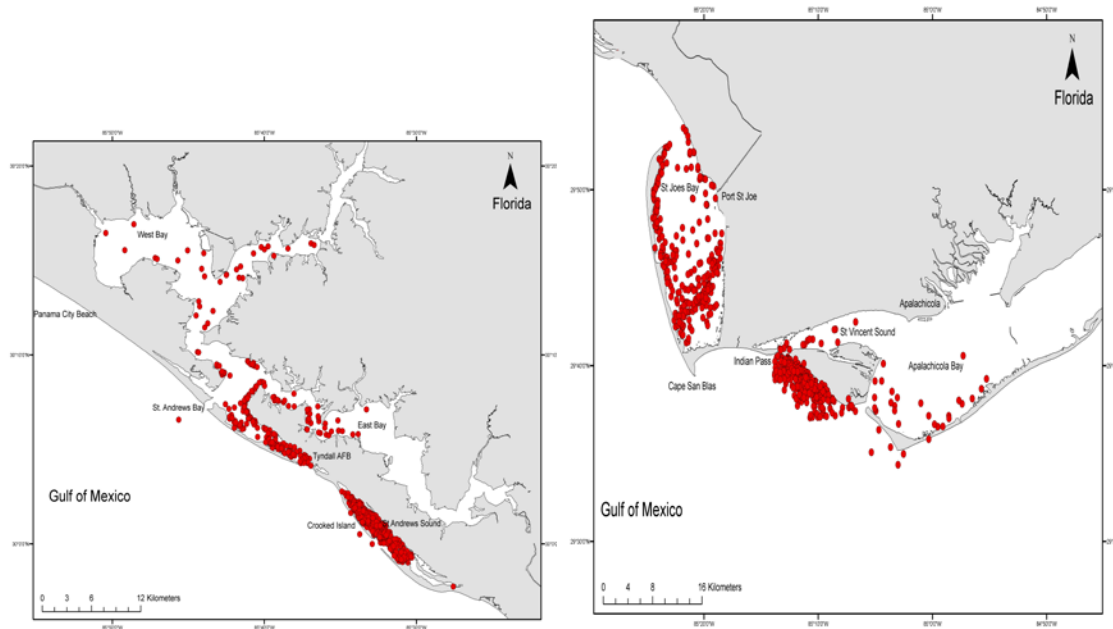 N
Florida
West Bay
Panama City Beach
St. Andrews Bay
East Bay
Tyndall AFB
Gulf of Mexico
St Andrews Sound
Crooked Island
0 3 6 12 Kilometers
N
Florida
St Joes Bay
Port St Joe
Apalachicola
St Vincent Sound
Indian Pass
Apalachicola Bay
Cape San Blas
Gulf of Mexico
0 4 8 16 Kilometers